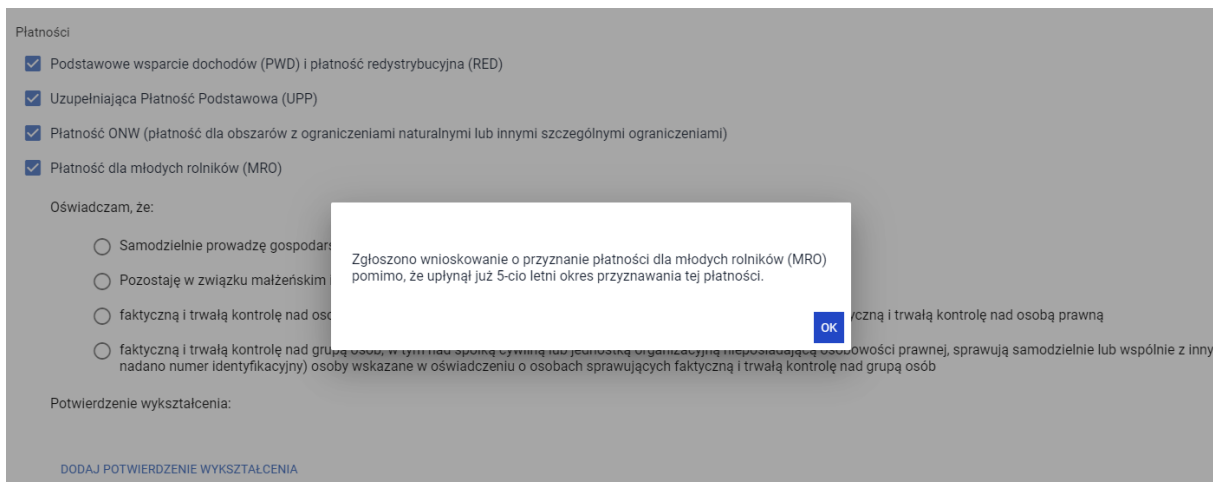 Płatności
Podstawowe wsparcie dochodów (PWD) i płatność redystrybucyjna (RED)
Uzupełniająca Płatność Podstawowa (UPP)
Płatność ONW (płatność dla obszarów z ograniczeniami naturalnymi lub innymi szczególnymi ograniczeniami)
Płatność dla młodych rolników (MRO)
Oświadczam, że:
Samodzielnie prowadzę gospodars
Pozostaję w związku małżeńskim i
faktyczną i trwałą kontrolę nad oso
yczną i trwałą kontrolę nad osobą prawną
faktyczną i trwałą kontrolę nad grupą osób, w tym nad spółką cywilną lub jednostką organizacyjną nieposiadającą osobowości prawnej, sprawują samodzielnie lub wspólnie z inny
nadano numer identyfikacyjny) osoby wskazane w oświadczeniu o osobach sprawujących faktyczną i trwałą kontrolę nad grupą osób
Potwierdzenie wykształcenia:
DODAJ POTWIERDZENIE WYKSZTAŁCENIA
Zgłoszono wnioskowanie o przyznanie płatności dla młodych rolników (MRO)
pomimo, że upłynął już 5-cio letni okres przyznawania tej płatności.
OK